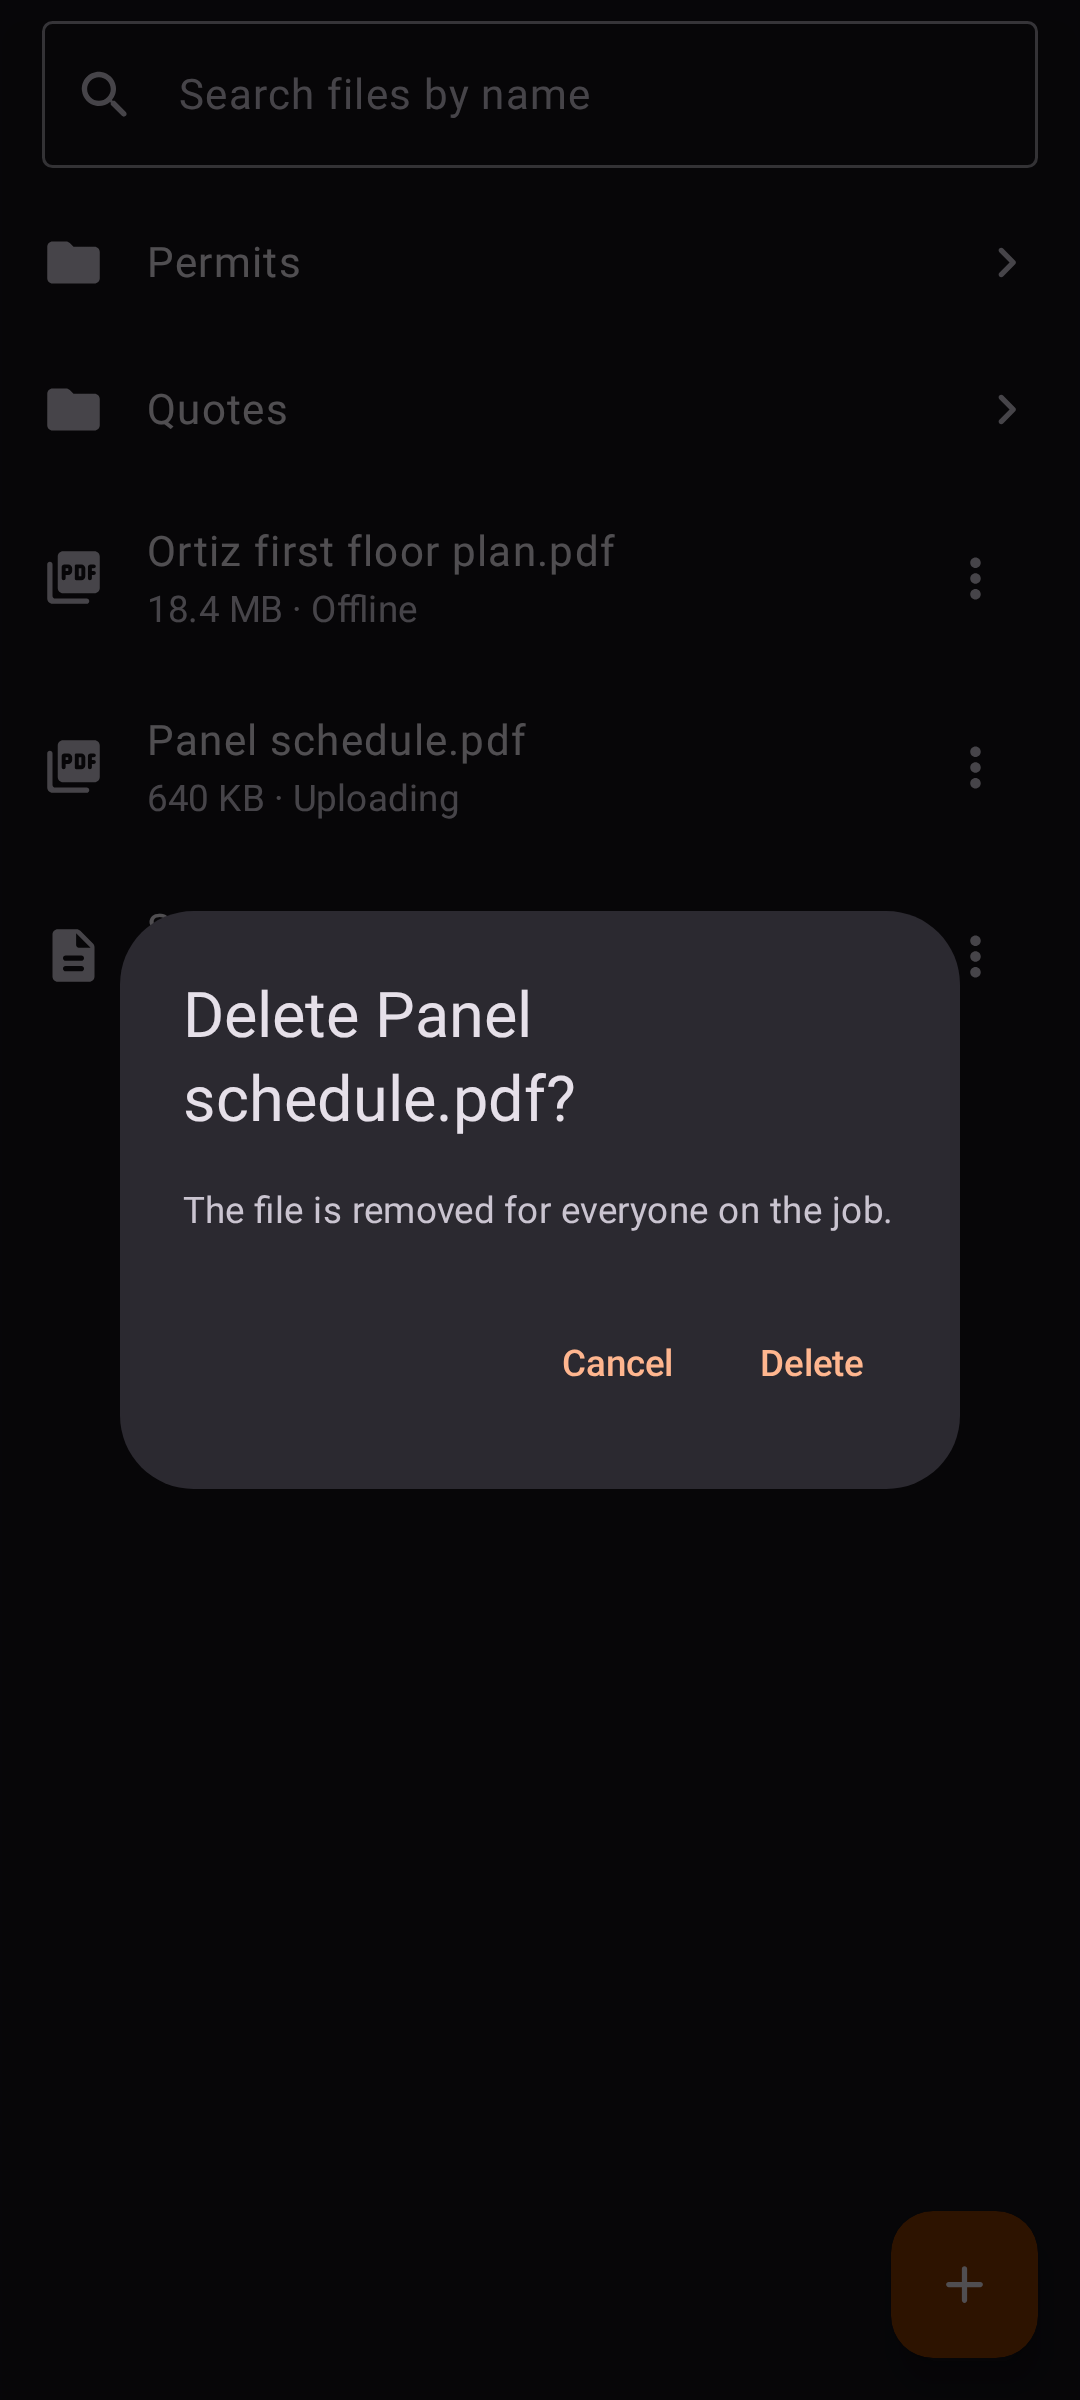 Search files by name
Permits
Quotes
Ortiz first floor plan.pdf
18.4 MB · Offline
Panel schedule.pdf
640 KB · Uploading
Delete Panel
schedule.pdf?
The file is removed for everyone on the job.
Cancel
Delete